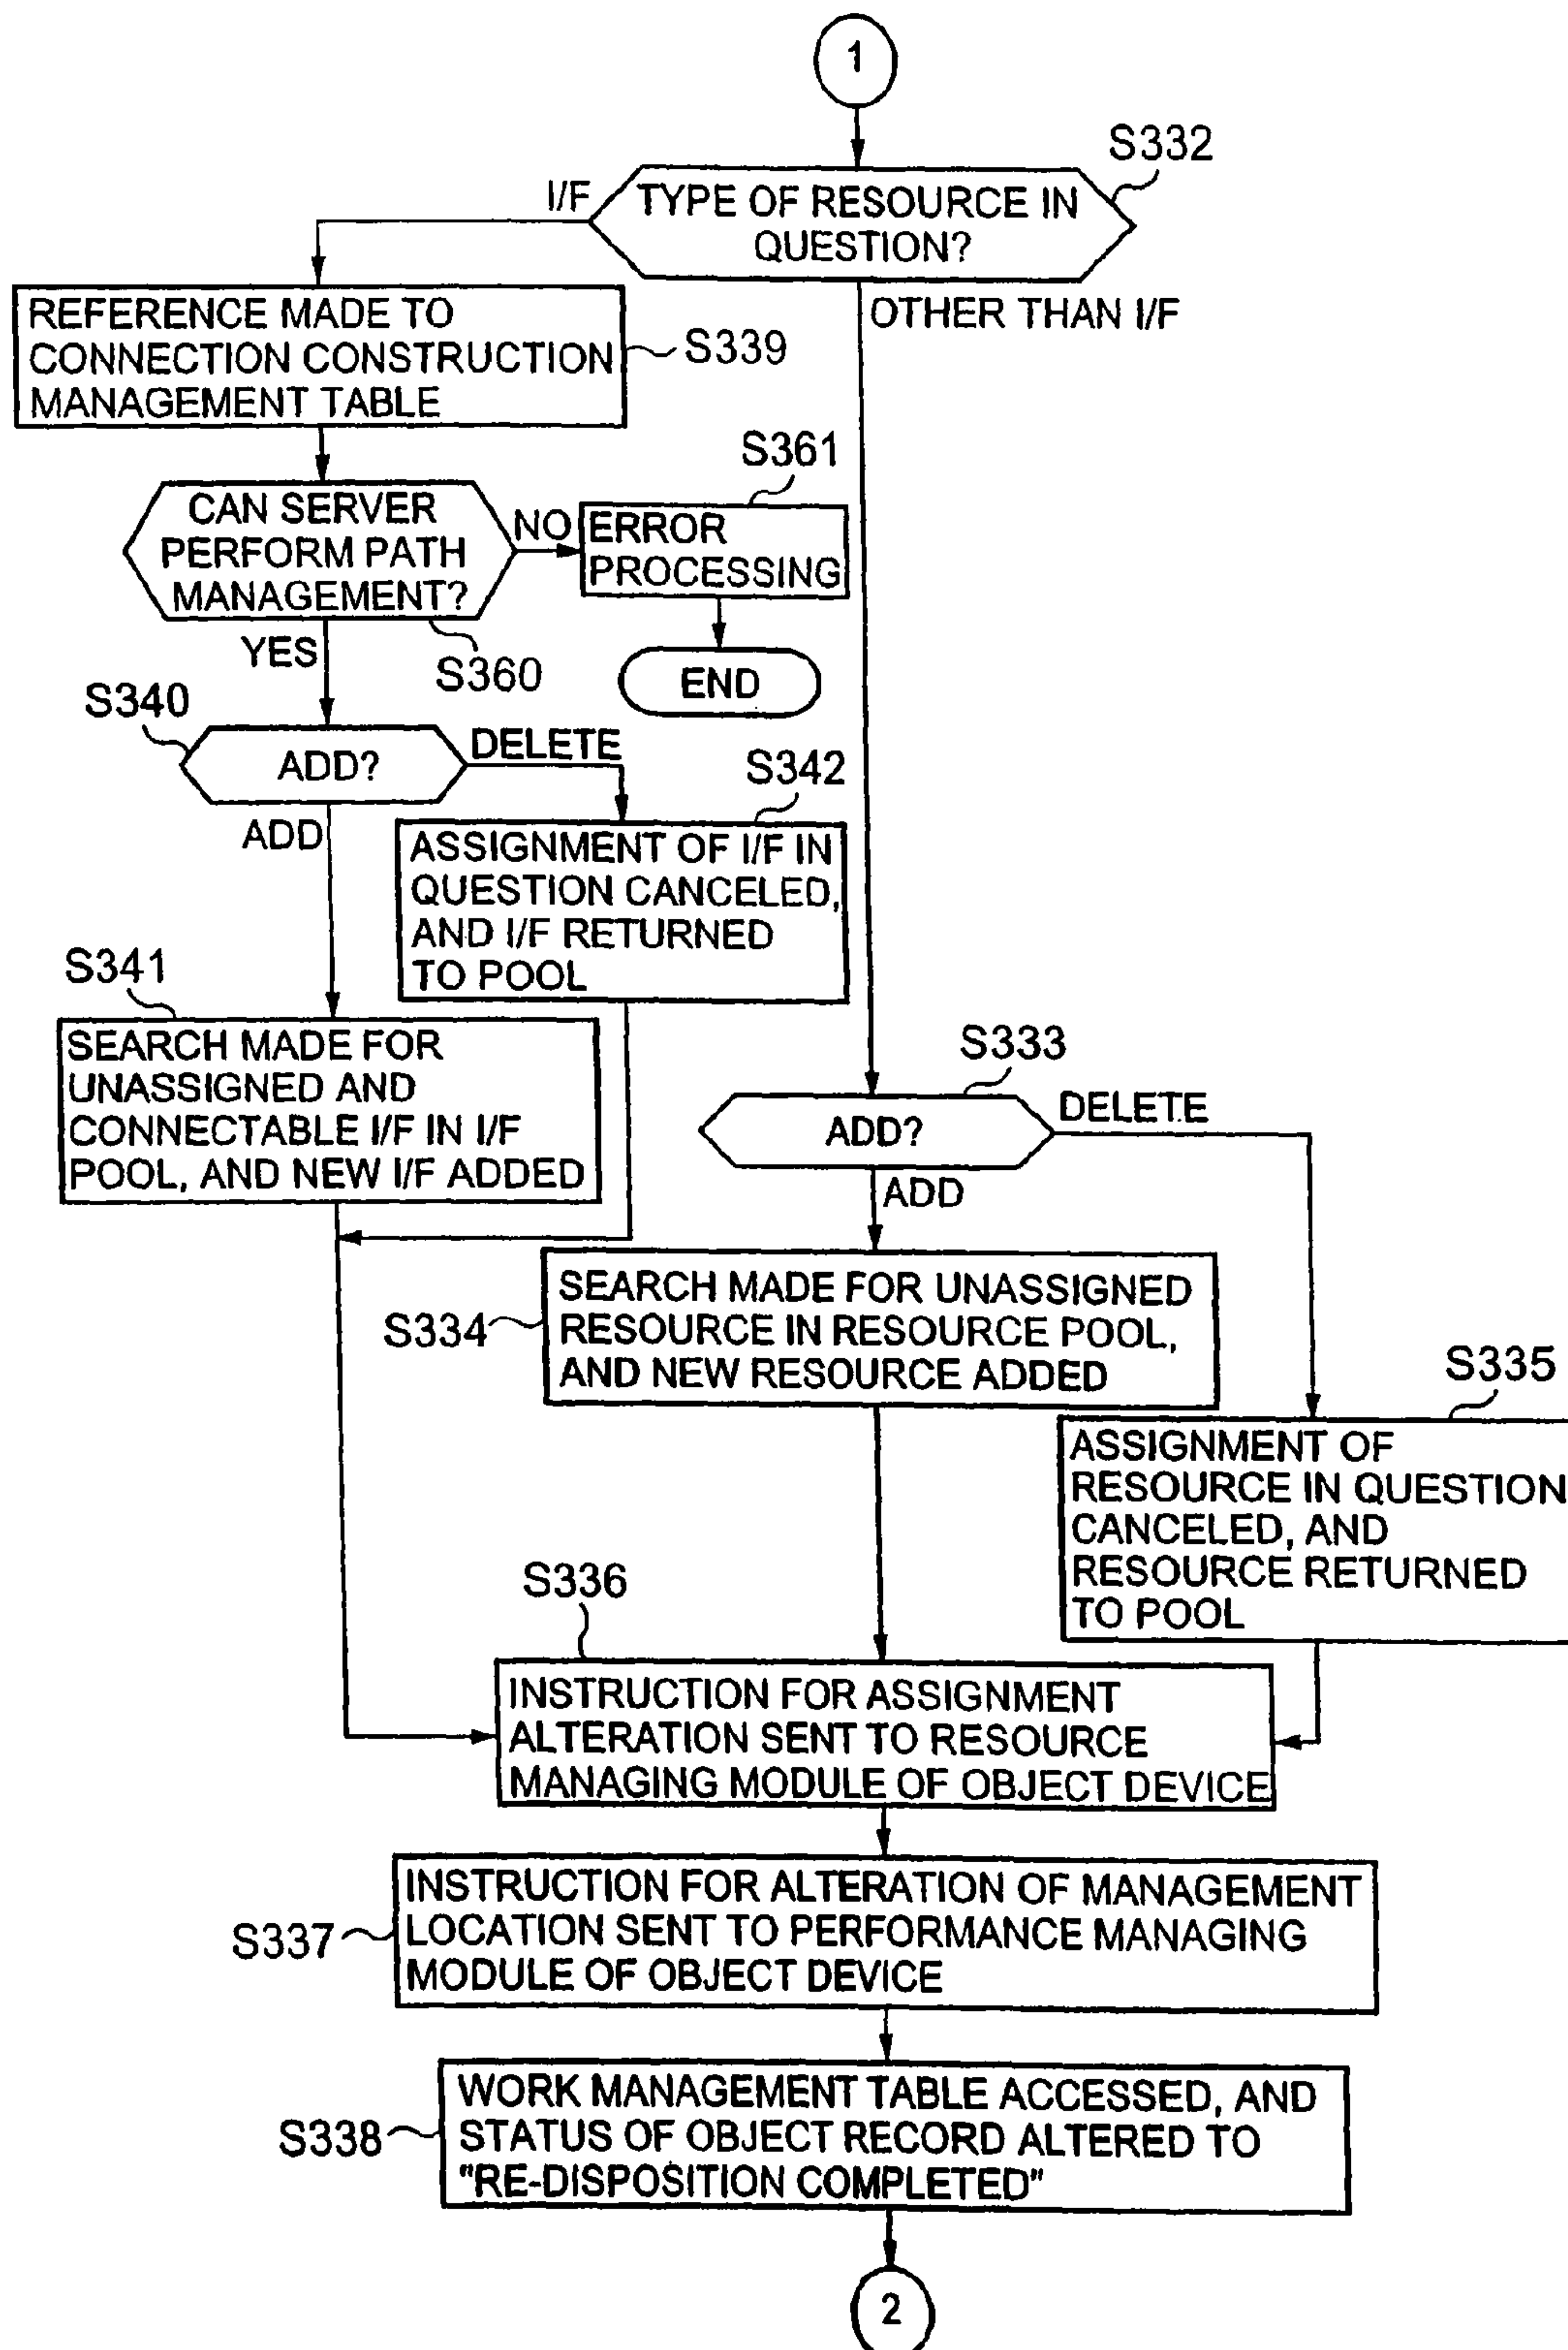 1
S332
I/F
TYPE OF RESOURCE IN
QUESTION?
OTHER THAN I/F
REFERENCE MADE TO
CONNECTION CONSTRUCTION
MANAGEMENT TABLE
S339
S361
CAN SERVER
PERFORM PATH
MANAGEMENT?
NO
ERROR
PROCESSING
YES
S360
END
S340
ADD?
DELETE
S342
ADD
ASSIGNMENT OF I/F IN
QUESTION CANCELED,
AND I/F RETURNED
TO POOL
S341
SEARCH MADE FOR
UNASSIGNED AND
CONNECTABLE I/F IN I/F
POOL, AND NEW I/F ADDED
S333
ADD?
DELETE
ADD
SEARCH MADE FOR UNASSIGNED
RESOURCE IN RESOURCE POOL,
AND NEW RESOURCE ADDED
S334
S335
ASSIGNMENT OF
RESOURCE IN QUESTION
CANCELED, AND
RESOURCE RETURNED
TO POOL
S336
INSTRUCTION FOR ASSIGNMENT
ALTERATION SENT TO RESOURCE
MANAGING MODULE OF OBJECT DEVICE
INSTRUCTION FOR ALTERATION OF MANAGEMENT
LOCATION SENT TO PERFORMANCE MANAGING
MODULE OF OBJECT DEVICE
S337
WORK MANAGEMENT TABLE ACCESSED, AND
STATUS OF OBJECT RECORD ALTERED TO
"RE-DISPOSITION COMPLETED"
S338
2